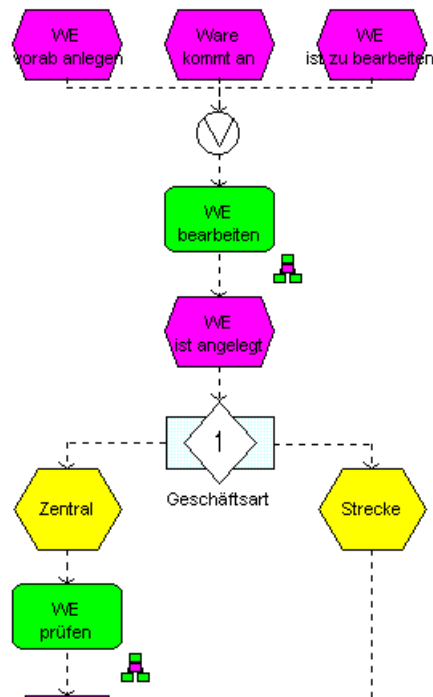 WE
vorab anlegen
Ware
kommt an
WE
ist zu bearbeiten
V
WE
bearbeiten
WE
ist angelegt
1
Geschäftsart
Zentral
Strecke
WE
prüfen